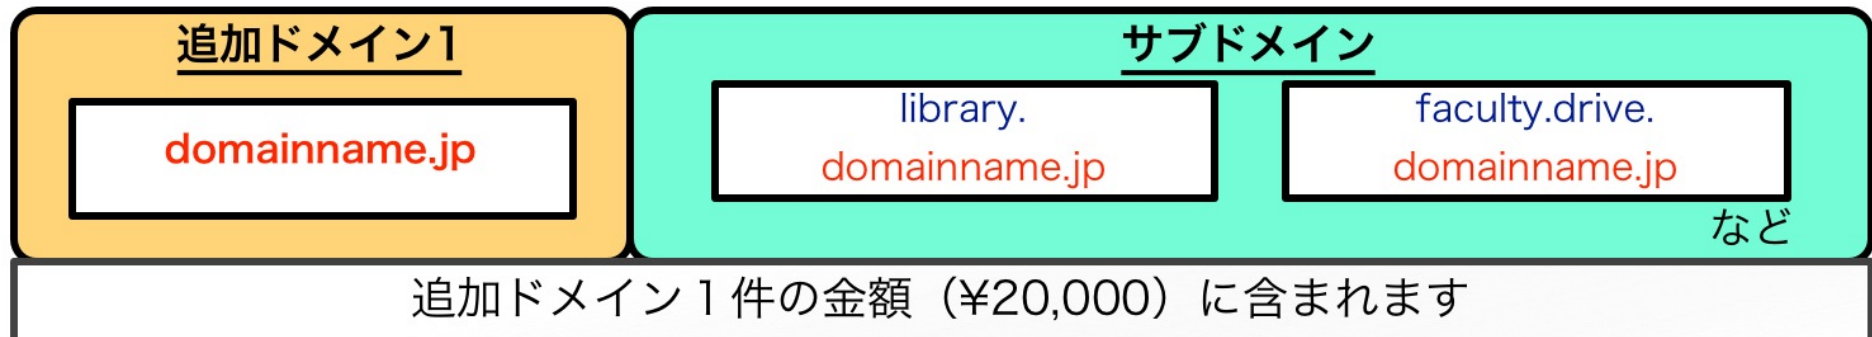 追加ドメイン1
サブドメイン
domainname.jp
library.
domainname.jp
faculty.drive.
domainname.jp
など
追加ドメイン１件の金額（¥20,000）に含まれます